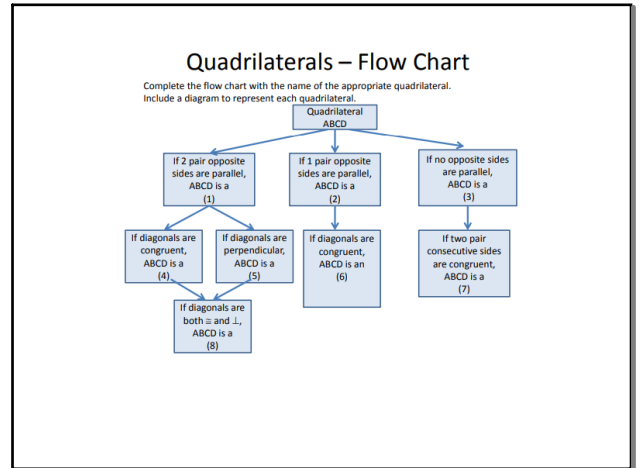 Quadrilaterals – Flow Chart
Complete the flow chart with the name of the appropriate quadrilateral.
Include a diagram to represent each quadrilateral.
Quadrilateral
ABCD
If 2 pair opposite
sides are parallel,
ABCD is a
(1)
If 1 pair opposite
sides are parallel,
ABCD is a
(2)
If no opposite sides
are parallel,
ABCD is a
(3)
If diagonals are
congruent,
ABCD is a
(4)
If diagonals are
perpendicular,
ABCD is a
(5)
If diagonals are
congruent,
ABCD is an
(6)
If two pair
consecutive sides
are congruent,
ABCD is a
(7)
If diagonals are
both ≅ and ⊥,
ABCD is a
(8)